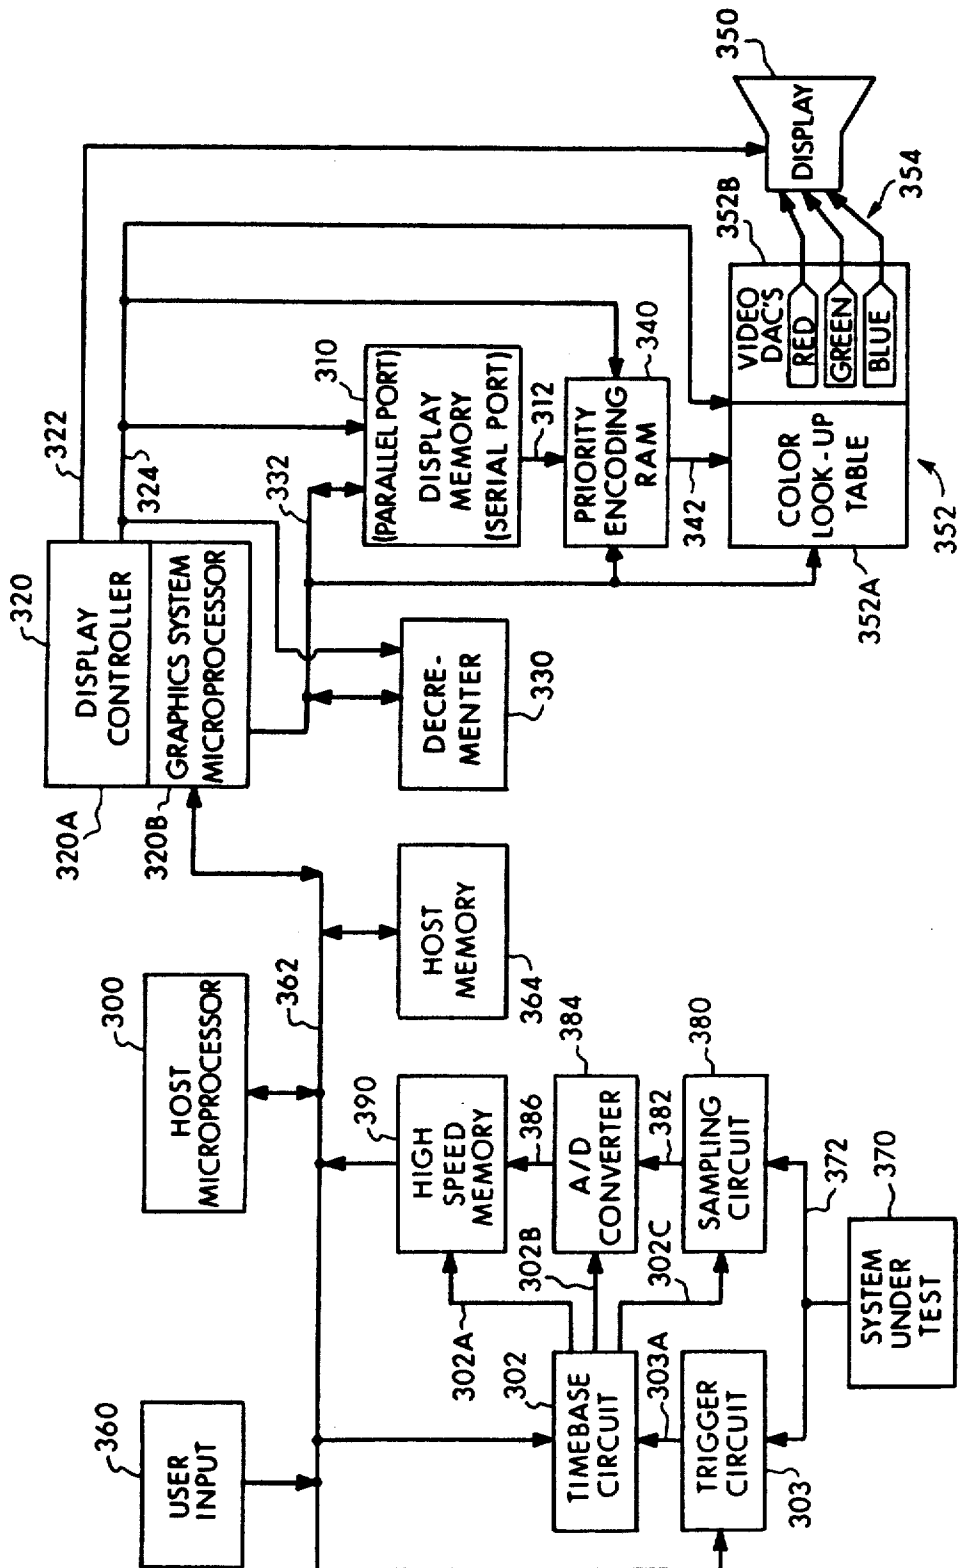 360
USER
INPUT
300
HOST
MICROPROCESSOR
362
320
DISPLAY
CONTROLLER
GRAPHICS SYSTEM
MICROPROCESSOR
320A
320B
322
324
332
310
(PARALLEL PORT)
DISPLAY
MEMORY
(SERIAL PORT)
312
340
PRIORITY
ENCODING
RAM
342
DECRE-
MENTER
330
HOST
MEMORY
364
390
HIGH
SPEED
MEMORY
386
384
A/D
CONVERTER
382
380
SAMPLING
CIRCUIT
302A
302B
302C
302
TIMEBASE
CIRCUIT
303A
TRIGGER
CIRCUIT
303
372
370
SYSTEM
UNDER
TEST
COLOR
LOOK-UP
TABLE
352A
352
VIDEO
DAC'S
RED
GREEN
BLUE
352B
354
DISPLAY
350